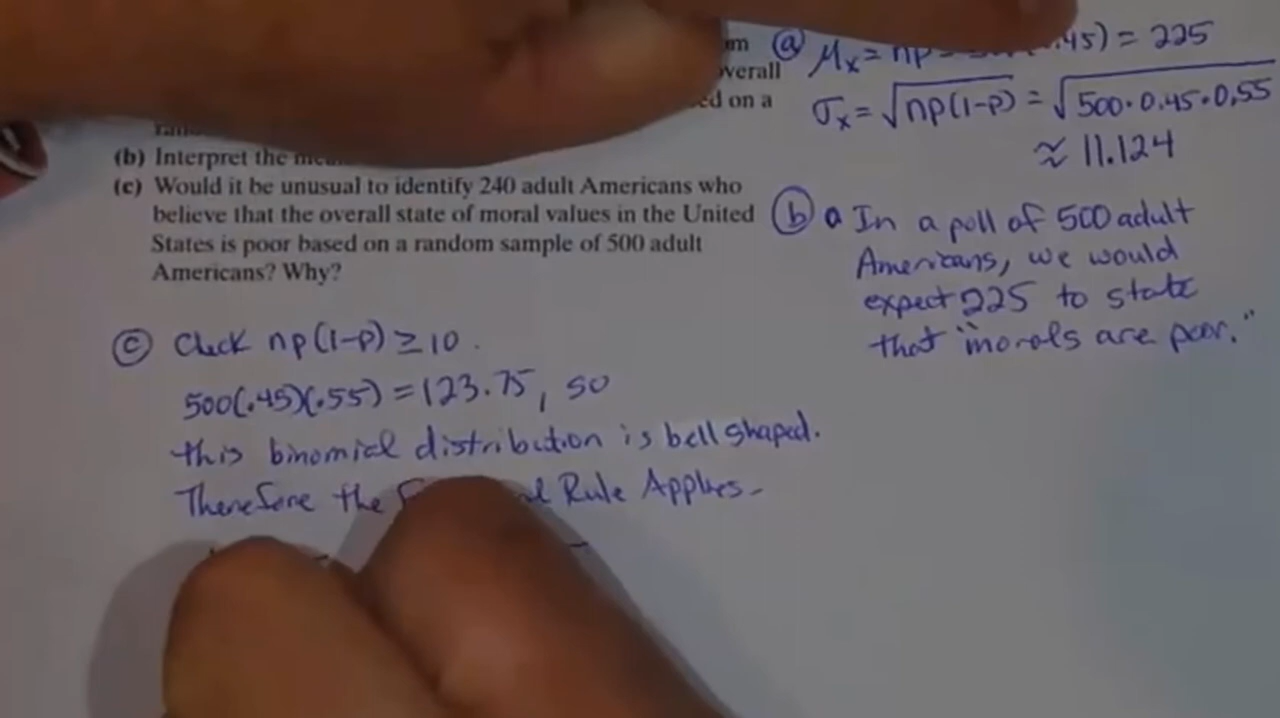 m
overall
ed on a
(b) Interpret the
(c) Would it be unusual to identify 240 adult Americans who
believe that the overall state of moral values in the United
States is poor based on a random sample of 500 adult
Americans? Why?
(a) μx = np .45) = 225
σx = √np(1-p) = √500·0.45·0.55
≈ 11.124
(b) a In a poll of 500 adult
Americans, we would
expect 225 to state
that "morals are poor."
(c) Check np(1-p) ≥ 10.
500(.45)(.55) = 123.75, so
this binomial distribution is bell shaped.
Therefore the Rule Applies.